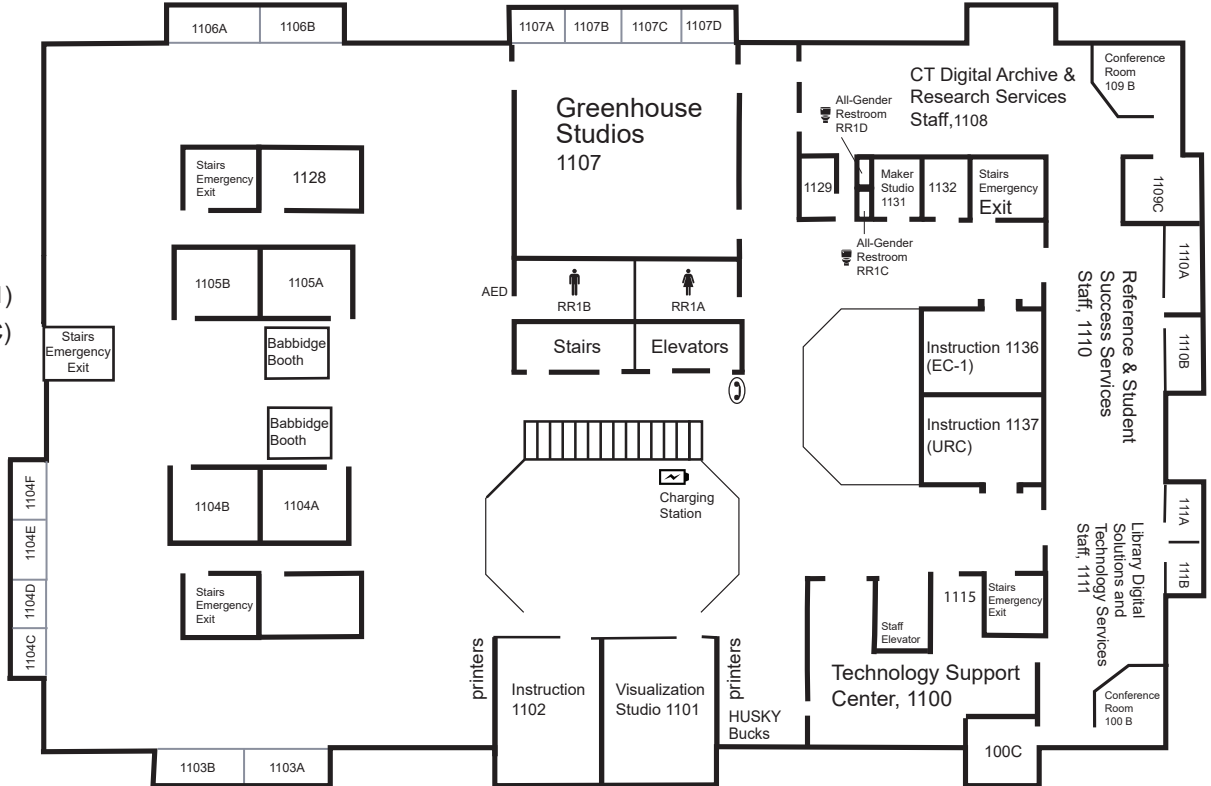 1106A
1106B
1107A
1107B
1107C
1107D
Greenhouse
Studios
1107
CT Digital Archive &
Research Services
Staff,1108
Conference
Room
109 B
All-Gender
Restroom
RR1D
Stairs
Emergency
Exit
1128
1129
Maker
Studio
1131
1132
Stairs
Emergency
Exit
1109C
All-Gender
Restroom
RR1C
1105B
1105A
AED
RR1B
RR1A
1110A
Reference & Student
Success Services
Staff, 1110
1110B
Stairs
Emergency
Exit
Babbidge
Booth
Stairs
Elevators
Instruction 1136
(EC-1)
Babbidge
Booth
Instruction 1137
(URC)
1104F
1104E
1104D
1104C
1104B
1104A
Charging
Station
111A
111B
Library Digital
Solutions and
Technology Services
Staff, 1111
Stairs
Emergency
Exit
1115
Stairs
Emergency
Exit
Staff
Elevator
printers
Instruction
1102
Visualization
Studio 1101
printers
HUSKY
Bucks
Technology Support
Center, 1100
Conference
Room
100 B
100C
1103B
1103A